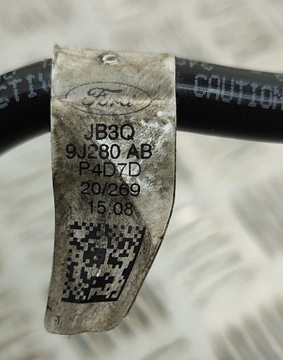 CAUTION
Ford
JB3Q
9J280 AB
P4D7D
20/269
15:08